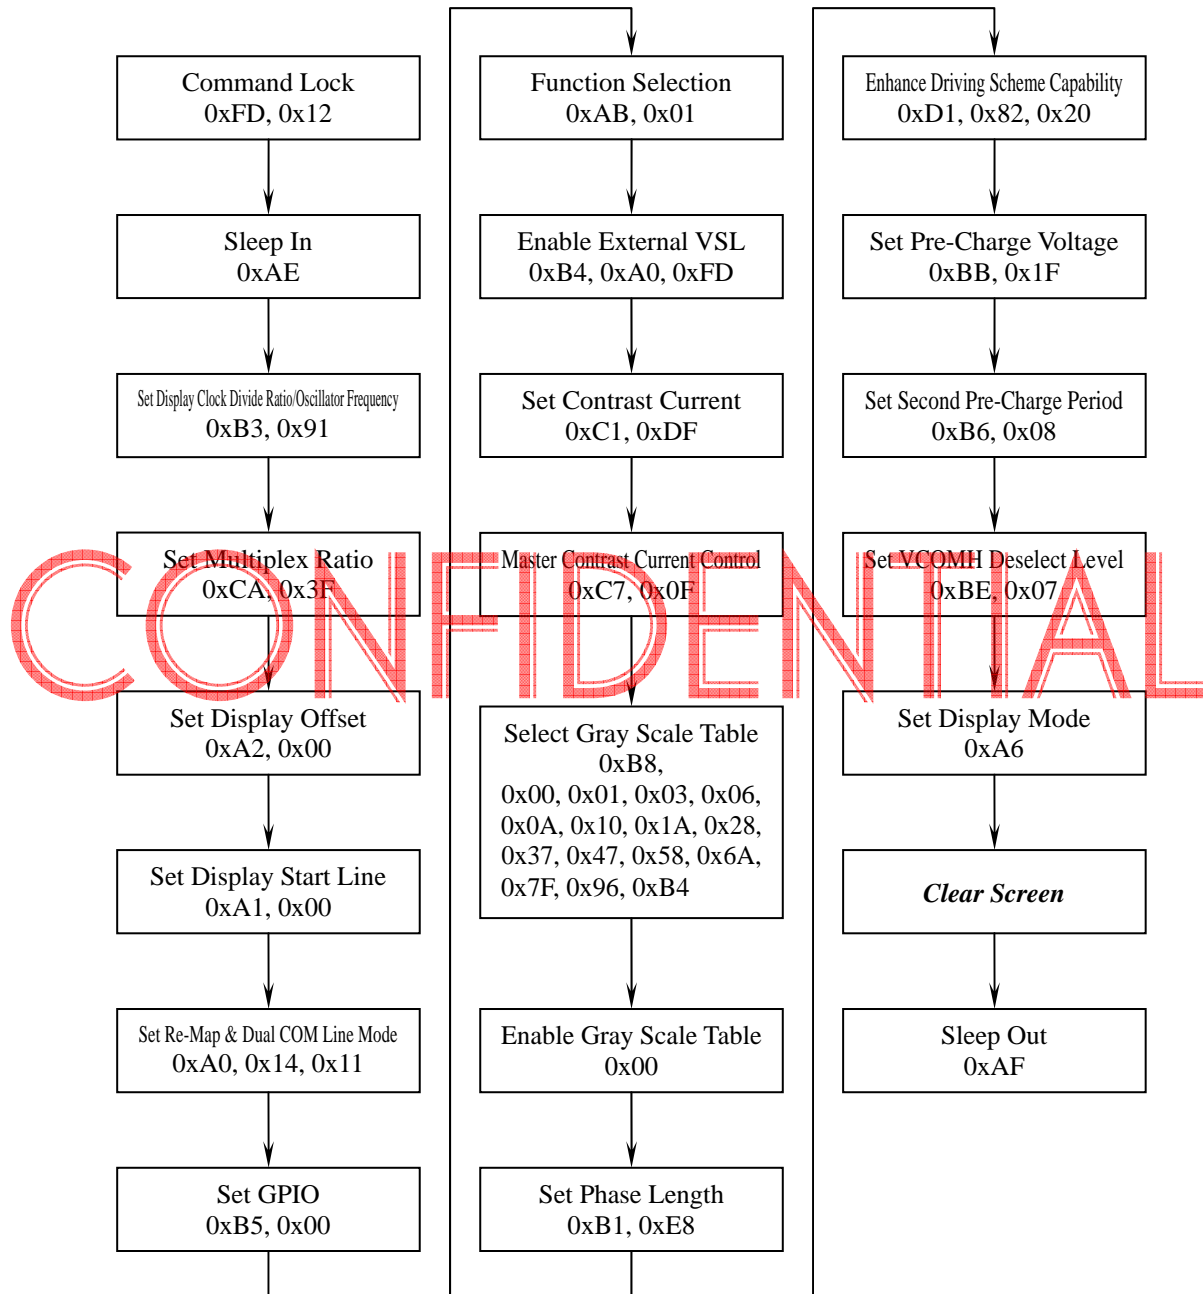 Command Lock
0xFD, 0x12
Sleep In
0xAE
Set Display Clock Divide Ratio/Oscillator Frequency
0xB3, 0x91
Set Multiplex Ratio
0xCA, 0x3F
Set Display Offset
0xA2, 0x00
Set Display Start Line
0xA1, 0x00
Set Re-Map & Dual COM Line Mode
0xA0, 0x14, 0x11
Set GPIO
0xB5, 0x00
Function Selection
0xAB, 0x01
Enable External VSL
0xB4, 0xA0, 0xFD
Set Contrast Current
0xC1, 0xDF
Master Contrast Current Control
0xC7, 0x0F
Select Gray Scale Table
0xB8,
0x00, 0x01, 0x03, 0x06,
0x0A, 0x10, 0x1A, 0x28,
0x37, 0x47, 0x58, 0x6A,
0x7F, 0x96, 0xB4
Enable Gray Scale Table
0x00
Set Phase Length
0xB1, 0xE8
Enhance Driving Scheme Capability
0xD1, 0x82, 0x20
Set Pre-Charge Voltage
0xBB, 0x1F
Set Second Pre-Charge Period
0xB6, 0x08
Set VCOMH Deselect Level
0xBE, 0x07
Set Display Mode
0xA6
Clear Screen
Sleep Out
0xAF
CONFIDENTIAL